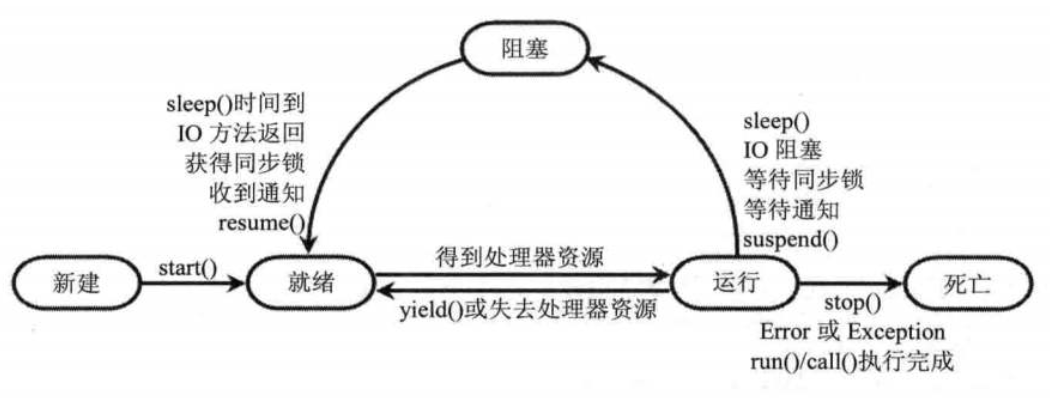 阻塞
sleep()时间到
IO 方法返回
获得同步锁
收到通知
resume()
sleep()
IO 阻塞
等待同步锁
等待通知
suspend()
新建
start()
就绪
得到处理器资源
yield()或失去处理器资源
运行
stop()
Error 或 Exception
run()/call()执行完成
死亡